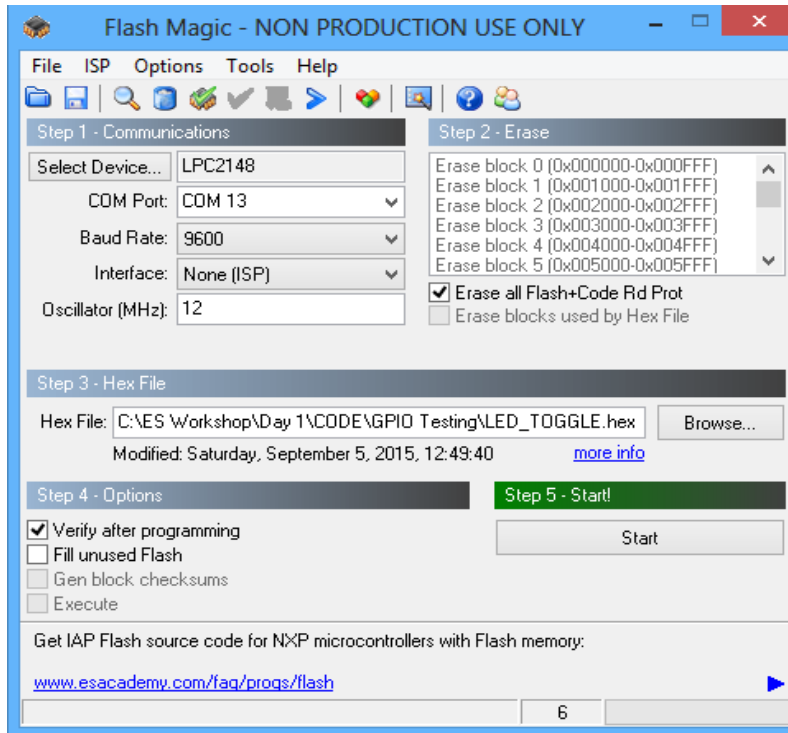 Flash Magic - NON PRODUCTION USE ONLY
File ISP Options Tools Help
Step 1 - Communications
Select Device... LPC2148
COM Port: COM 13
Baud Rate: 9600
Interface: None (ISP)
Oscillator (MHz): 12
Step 2 - Erase
Erase block 0 (0x000000-0x000FFF)
Erase block 1 (0x001000-0x001FFF)
Erase block 2 (0x002000-0x002FFF)
Erase block 3 (0x003000-0x003FFF)
Erase block 4 (0x004000-0x004FFF)
Erase block 5 (0x005000-0x005FFF)
Erase all Flash+Code Rd Prot
Erase blocks used by Hex File
Step 3 - Hex File
Hex File: C:\ES Workshop\Day 1\CODE\GPIO Testing\LED_TOGGLE.hex Browse...
Modified: Saturday, September 5, 2015, 12:49:40 more info
Step 4 - Options
Verify after programming
Fill unused Flash
Gen block checksums
Execute
Step 5 - Start!
Start
Get IAP Flash source code for NXP microcontrollers with Flash memory:
www.esacademy.com/faq/progs/flash
6